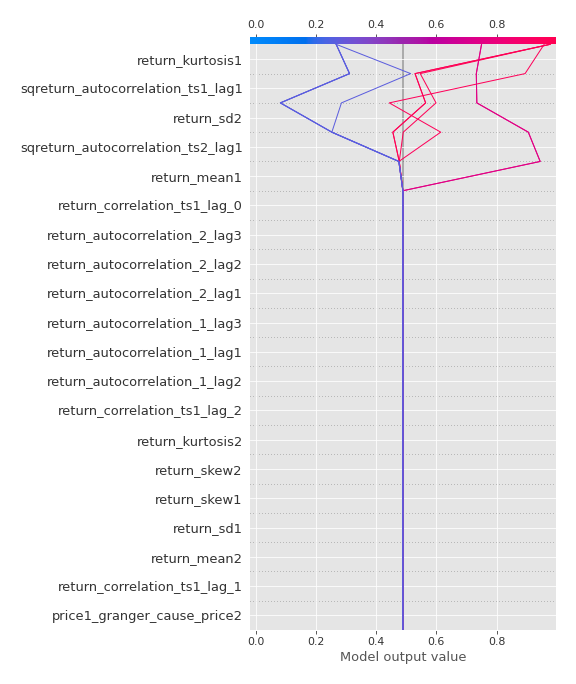 0.0 0.2 0.4 0.6 0.8
return_kurtosis1
sqreturn_autocorrelation_ts1_lag1
return_sd2
sqreturn_autocorrelation_ts2_lag1
return_mean1
return_correlation_ts1_lag_0
return_autocorrelation_2_lag3
return_autocorrelation_2_lag2
return_autocorrelation_2_lag1
return_autocorrelation_1_lag3
return_autocorrelation_1_lag1
return_autocorrelation_1_lag2
return_correlation_ts1_lag_2
return_kurtosis2
return_skew2
return_skew1
return_sd1
return_mean2
return_correlation_ts1_lag_1
price1_granger_cause_price2
0.0 0.2 0.4 0.6 0.8
Model output value